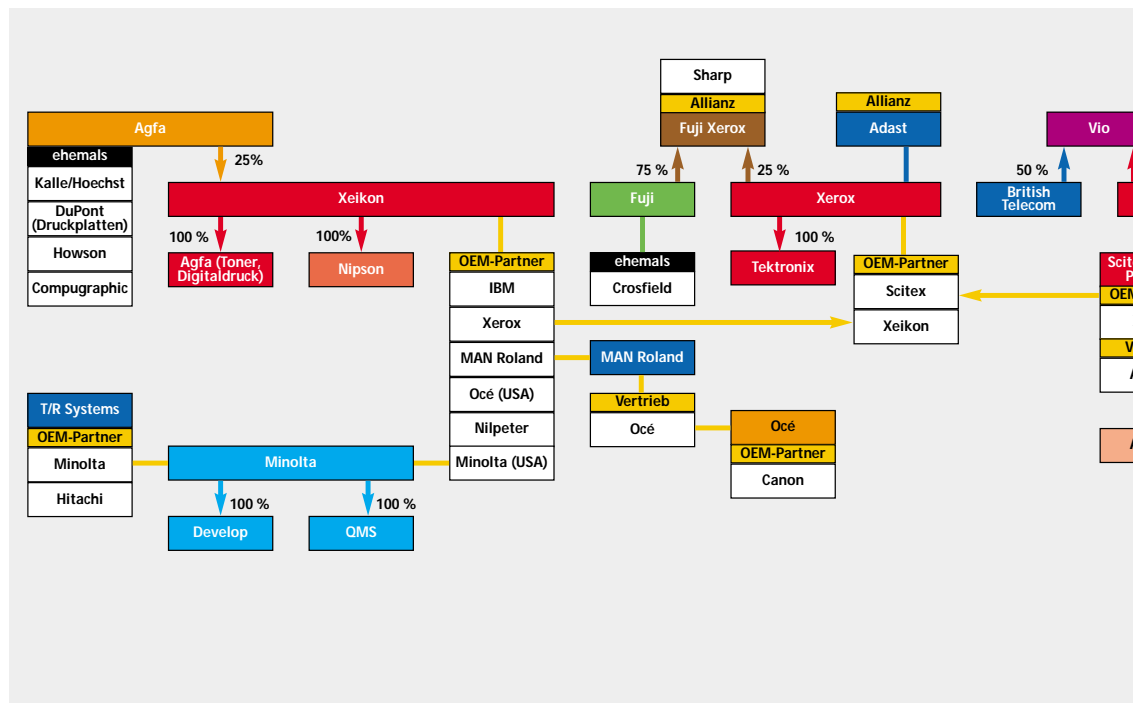 Sharp
Allianz
Fuji Xerox
Allianz
Adast
Vio
Agfa
ehemals
Kalle/Hoechst
DuPont
(Druckplatten)
Howson
Compugraphic
25%
Xeikon
100 %
Agfa (Toner,
Digitaldruck)
100%
Nipson
OEM-Partner
IBM
Xerox
MAN Roland
Océ (USA)
Nilpeter
Minolta (USA)
75 %
25 %
Fuji
ehemals
Crosfield
Xerox
100 %
Tektronix
OEM-Partner
Scitex
Xeikon
50 %
British
Telecom
MAN Roland
Vertrieb
Océ
Océ
OEM-Partner
Canon
T/R Systems
OEM-Partner
Minolta
Hitachi
Minolta
100 %
Develop
100 %
QMS